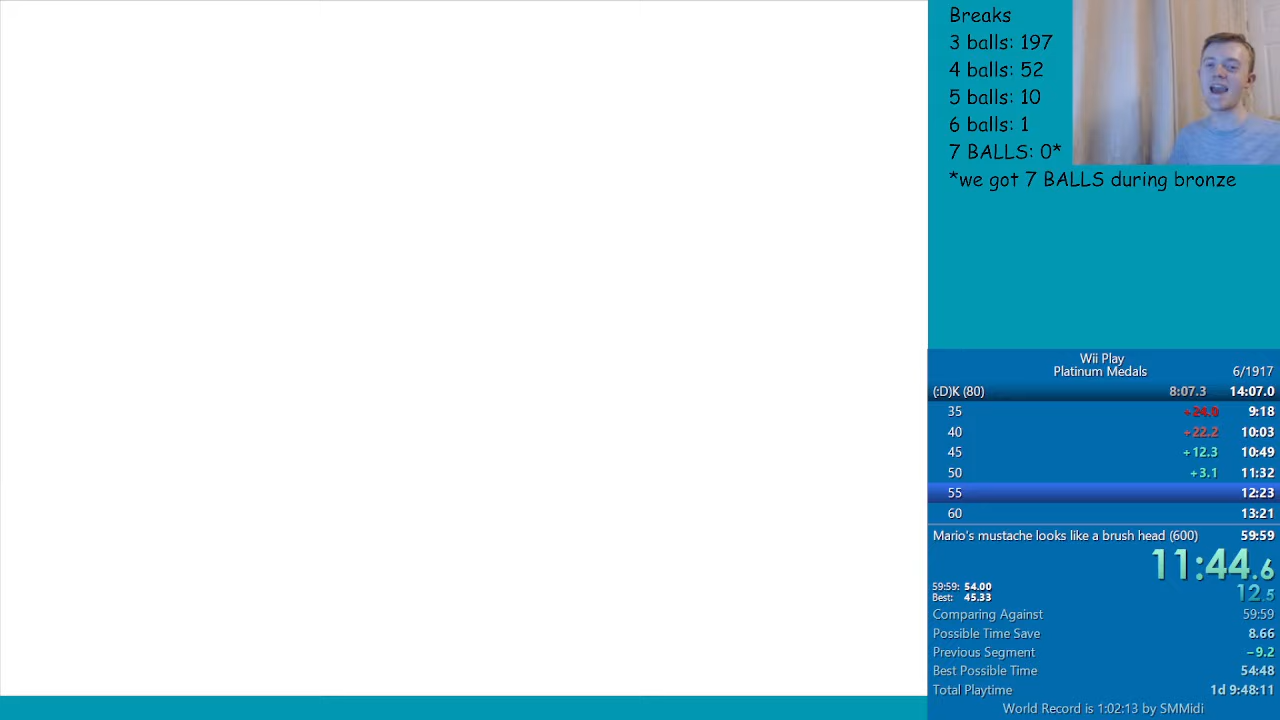 Breaks
3 balls: 197
4 balls: 52
5 balls: 10
6 balls: 1
7 BALLS: 0*
*we got 7 BALLS during bronze
Wii Play
Platinum Medals 6/1917
(:D)K (80) 8:07.3 14:07.0
35 +24.0 9:18
40 +22.2 10:03
45 +12.3 10:49
50 +3.1 11:32
55 12:23
60 13:21
Mario's mustache looks like a brush head (600) 59:59
11:44.6
59:59: 54.00
Best: 45.33
12.5
Comparing Against 59:59
Possible Time Save 8.66
Previous Segment -9.2
Best Possible Time 54:48
Total Playtime 1d 9:48:11
World Record is 1:02:13 by SMMidi